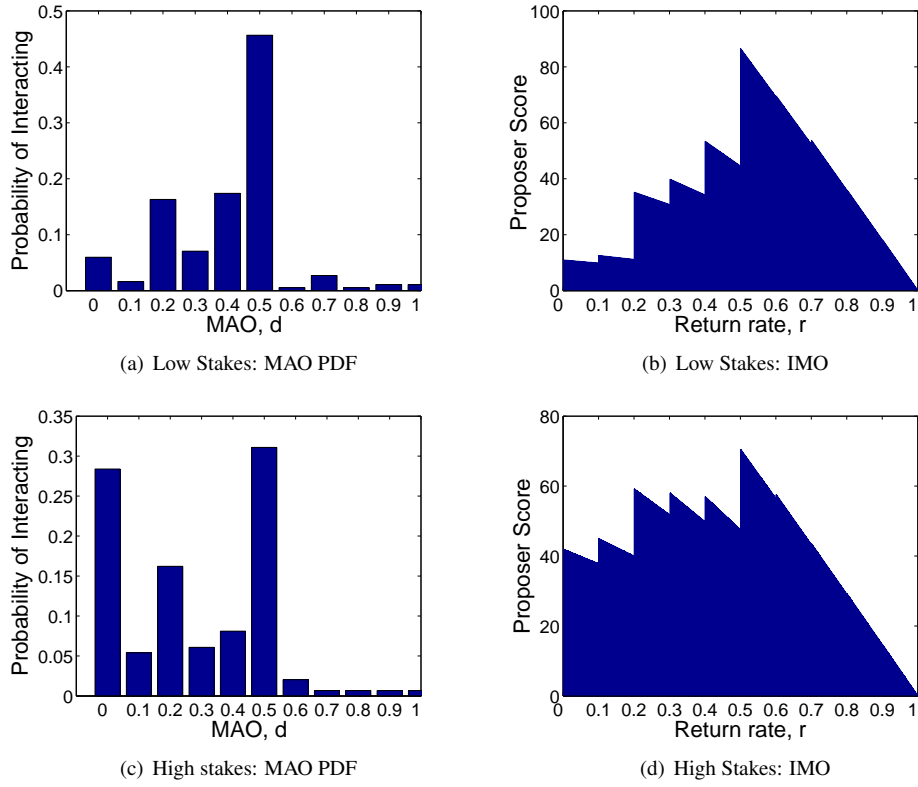 0.5
0.4
0.3
0.2
0.1
0
Probability of Interacting
0 0.1 0.2 0.3 0.4 0.5 0.6 0.7 0.8 0.9 1
MAO, d
(a) Low Stakes: MAO PDF
100
80
60
40
20
0
Proposer Score
0 0.1 0.2 0.3 0.4 0.5 0.6 0.7 0.8 0.9 1
Return rate, r
(b) Low Stakes: IMO
0.35
0.3
0.25
0.2
0.15
0.1
0.05
0
Probability of Interacting
0 0.1 0.2 0.3 0.4 0.5 0.6 0.7 0.8 0.9 1
MAO, d
(c) High stakes: MAO PDF
80
60
40
20
0
Proposer Score
0 0.1 0.2 0.3 0.4 0.5 0.6 0.7 0.8 0.9 1
Return rate, r
(d) High Stakes: IMO